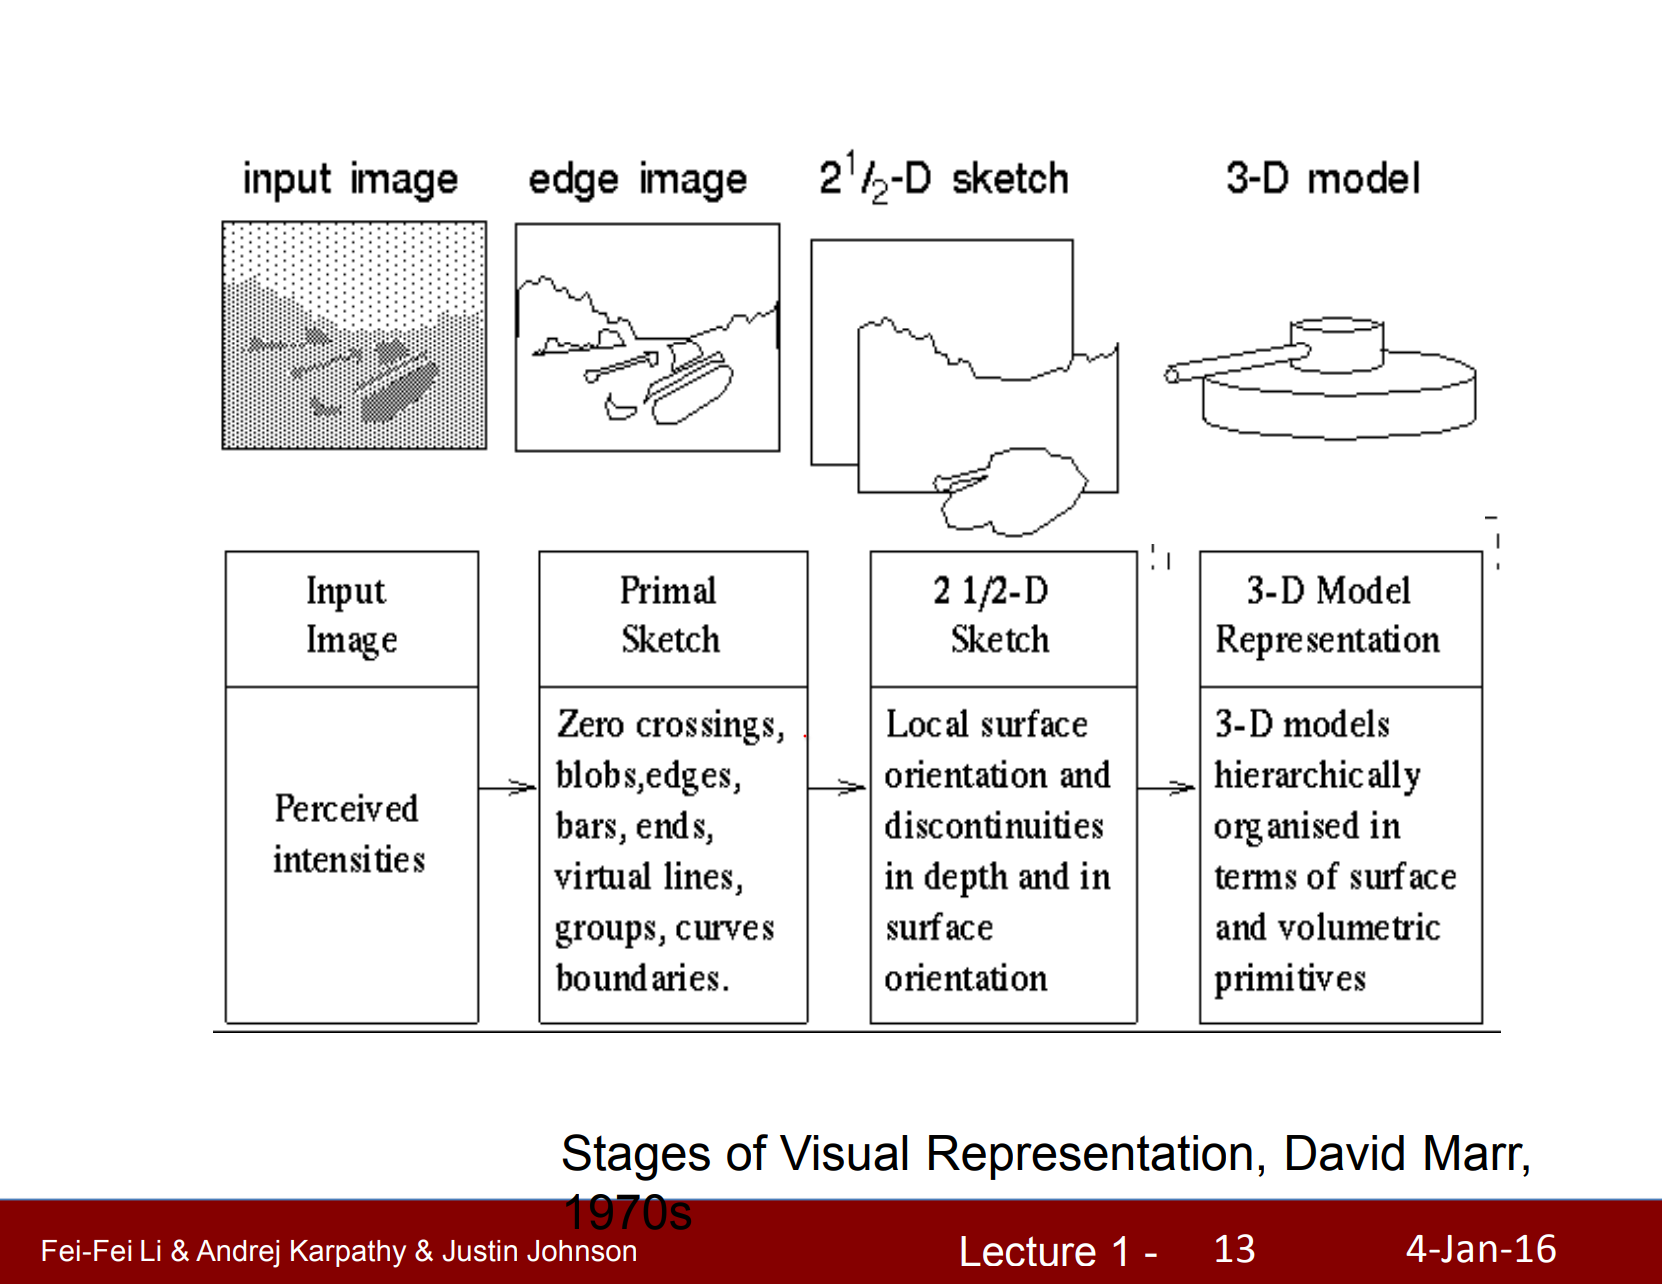 input image
edge image
2 1/2-D sketch
3-D model
Input
Image
Perceived
intensities
Primal
Sketch
Zero crossings,
blobs,edges,
bars, ends,
virtual lines,
groups, curves
boundaries.
2 1/2-D
Sketch
Local surface
orientation and
discontinuities
in depth and in
surface
orientation
3-D Model
Representation
3-D models
hierarchically
organised in
terms of surface
and volumetric
primitives
Stages of Visual Representation, David Marr,
1970s
Fei-Fei Li & Andrej Karpathy & Justin Johnson
Lecture 1 -
13
4-Jan-16